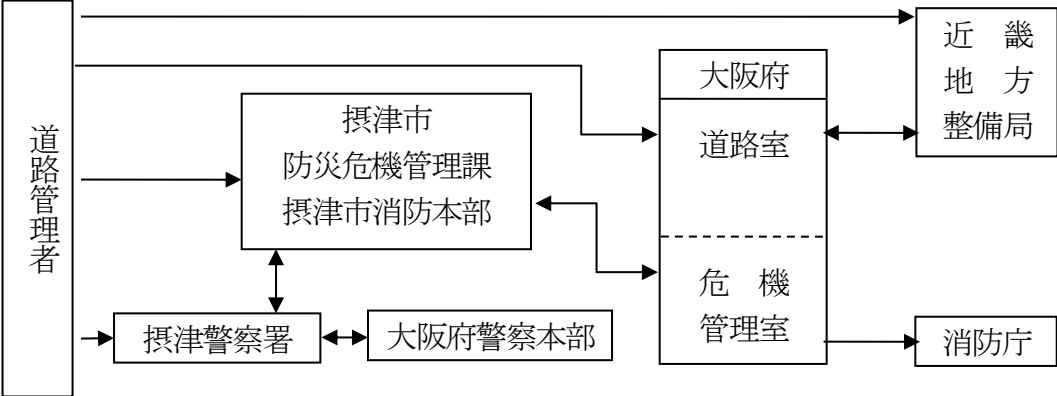 道路管理者
摂津市
防災危機管理課
摂津市消防本部
摂津警察署
大阪府警察本部
大阪府
道路室
危　機
管理室
近　畿
地　方
整備局
消防庁